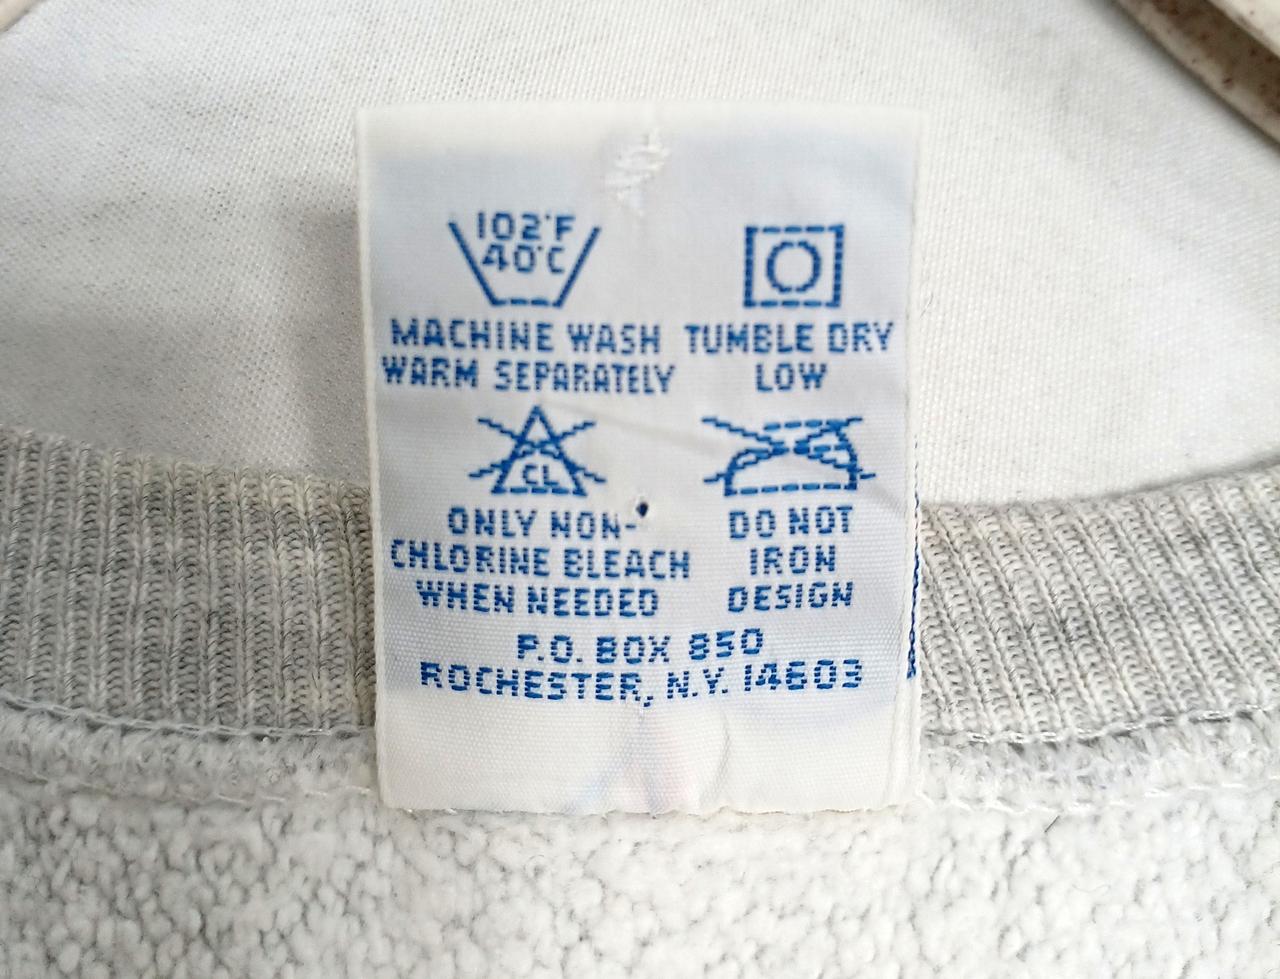 102°F
40°C
MACHINE WASH
WARM SEPARATELY
TUMBLE DRY
LOW
CL
ONLY NON-
CHLORINE BLEACH
WHEN NEEDED
DO NOT
IRON
DESIGN
P.O. BOX 850
ROCHESTER, N.Y. 14603